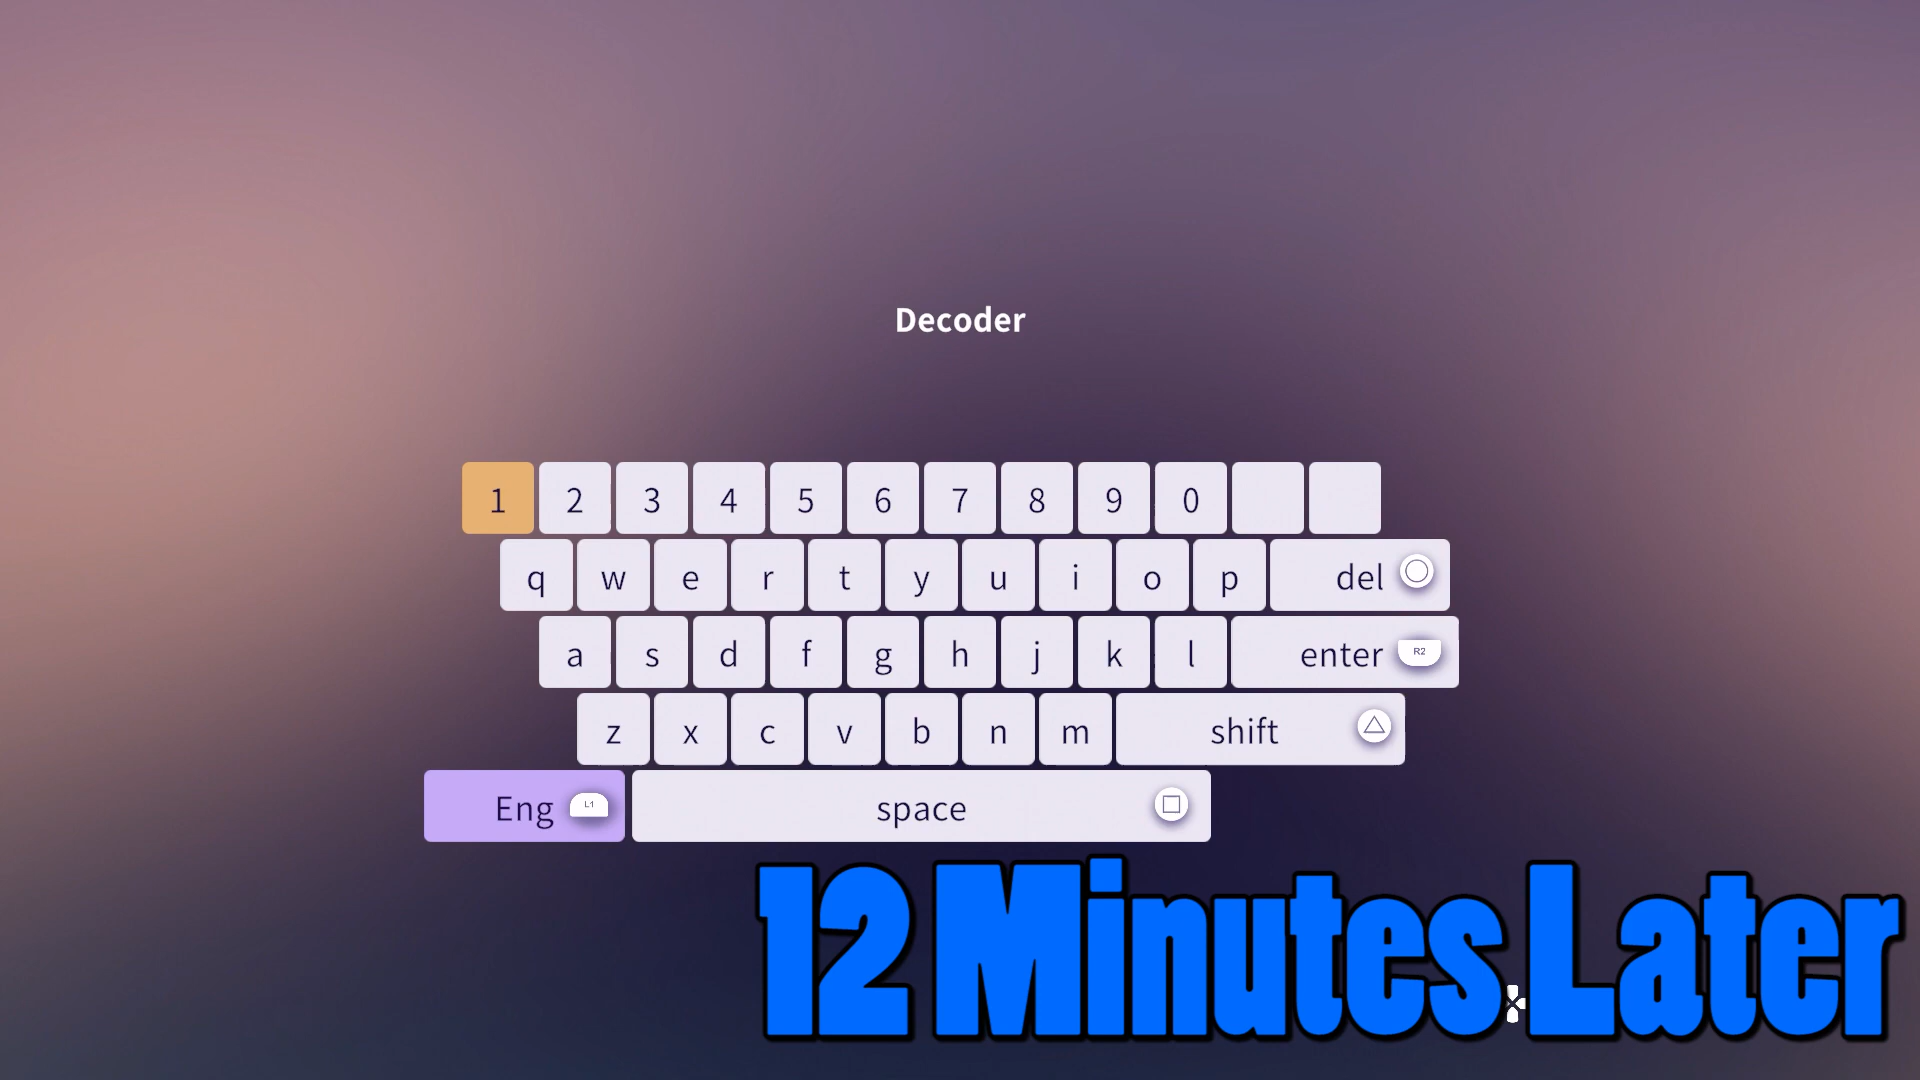 Decoder
1 2 3 4 5 6 7 8 9 0
q w e r t y u i o p del
a s d f g h j k l enter R2
z x c v b n m shift
Eng L1 space
12 Minutes Later